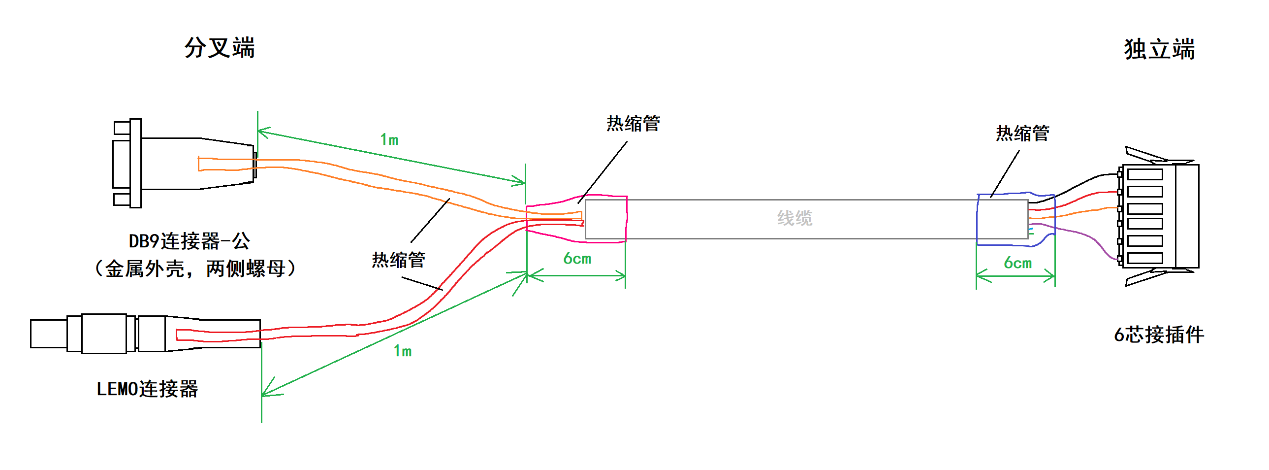 分叉端
独立端
1m
热缩管
热缩管
线缆
DB9连接器-公
（金属外壳，两侧螺母）
热缩管
6cm
6cm
6芯接插件
1m
LEMO连接器